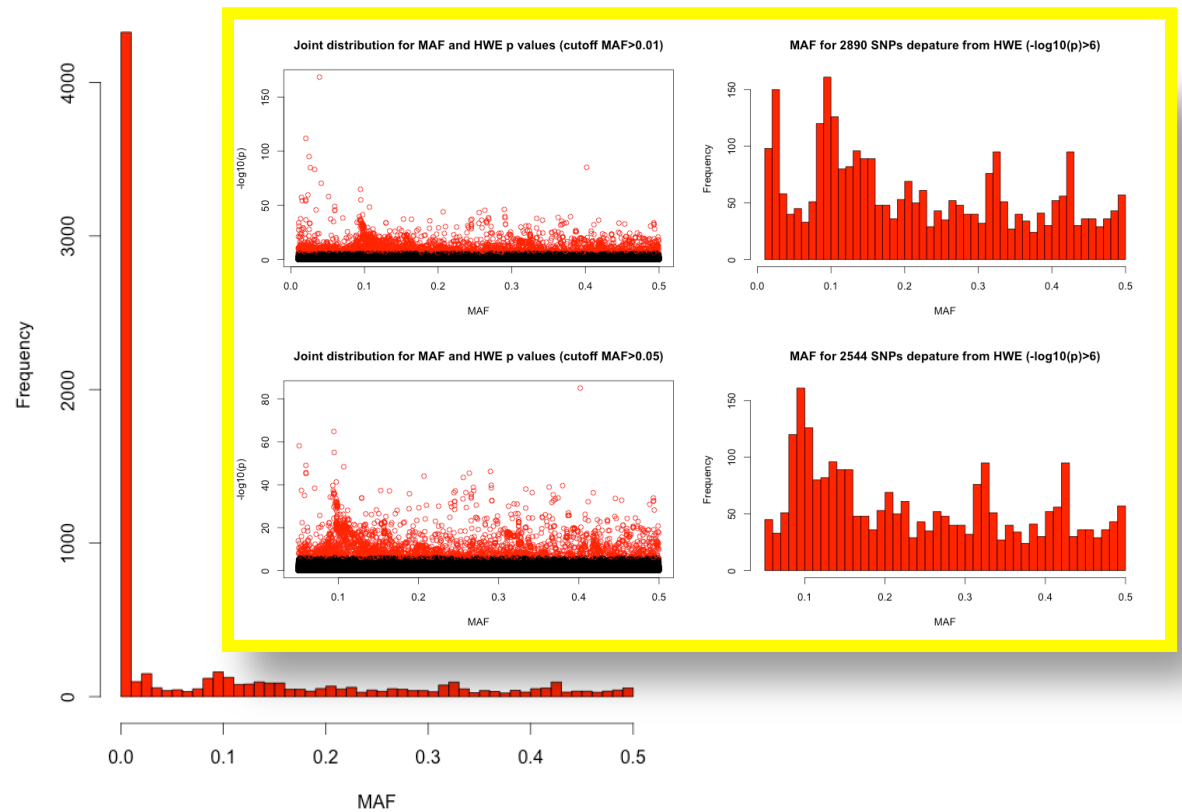 Joint distribution for MAF and HWE p values (cutoff MAF>0.01)
-log10(p)
150
100
50
0
0.0 0.1 0.2 0.3 0.4 0.5
MAF
MAF for 2890 SNPs depature from HWE (-log10(p)>6)
Frequency
150
100
50
0
0.0 0.1 0.2 0.3 0.4 0.5
MAF
Joint distribution for MAF and HWE p values (cutoff MAF>0.05)
-log10(p)
80
60
40
20
0
0.1 0.2 0.3 0.4 0.5
MAF
MAF for 2544 SNPs depature from HWE (-log10(p)>6)
Frequency
150
100
50
0
0.1 0.2 0.3 0.4 0.5
MAF
Frequency
4000
3000
2000
1000
0
0.0 0.1 0.2 0.3 0.4 0.5
MAF